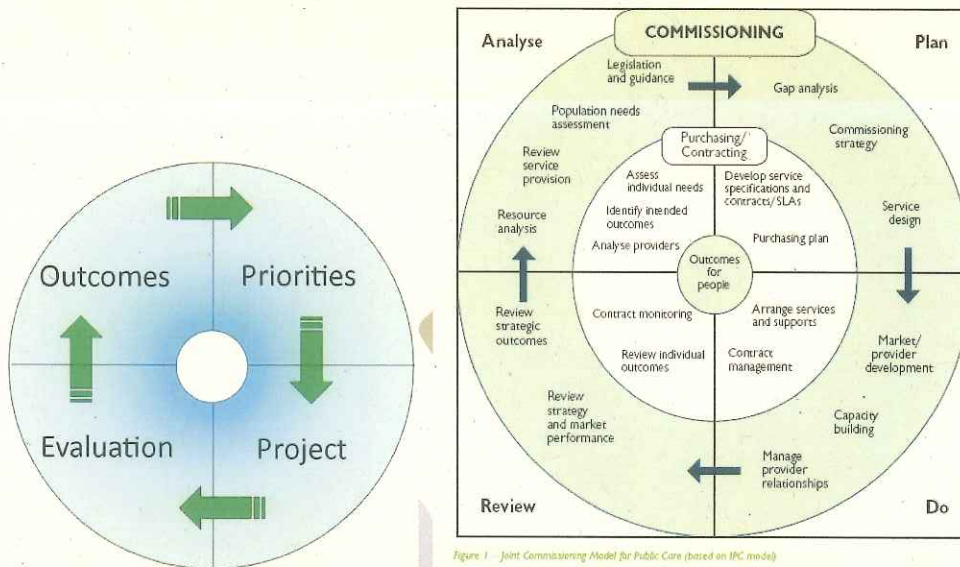 Outcomes
Priorities
Evaluation
Project
Analyse
COMMISSIONING
Plan
Legislation
and guidance
Gap analysis
Population needs
assessment
Commissioning
strategy
Review
service
provision
Purchasing/
Contracting
Assess
individual needs
Develop service
specifications and
contracts/SLAs
Resource
analysis
Identify intended
outcomes
Service
design
Analyse providers
Purchasing plan
Outcomes
for
people
Review
strategic
outcomes
Contract monitoring
Arrange services
and supports
Market/
provider
development
Review individual
outcomes
Contract
management
Review
strategy
and market
performance
Capacity
building
Manage
provider
relationships
Review
Do
Figure 1 – Joint Commissioning Model for Public Care (based on IPC model)